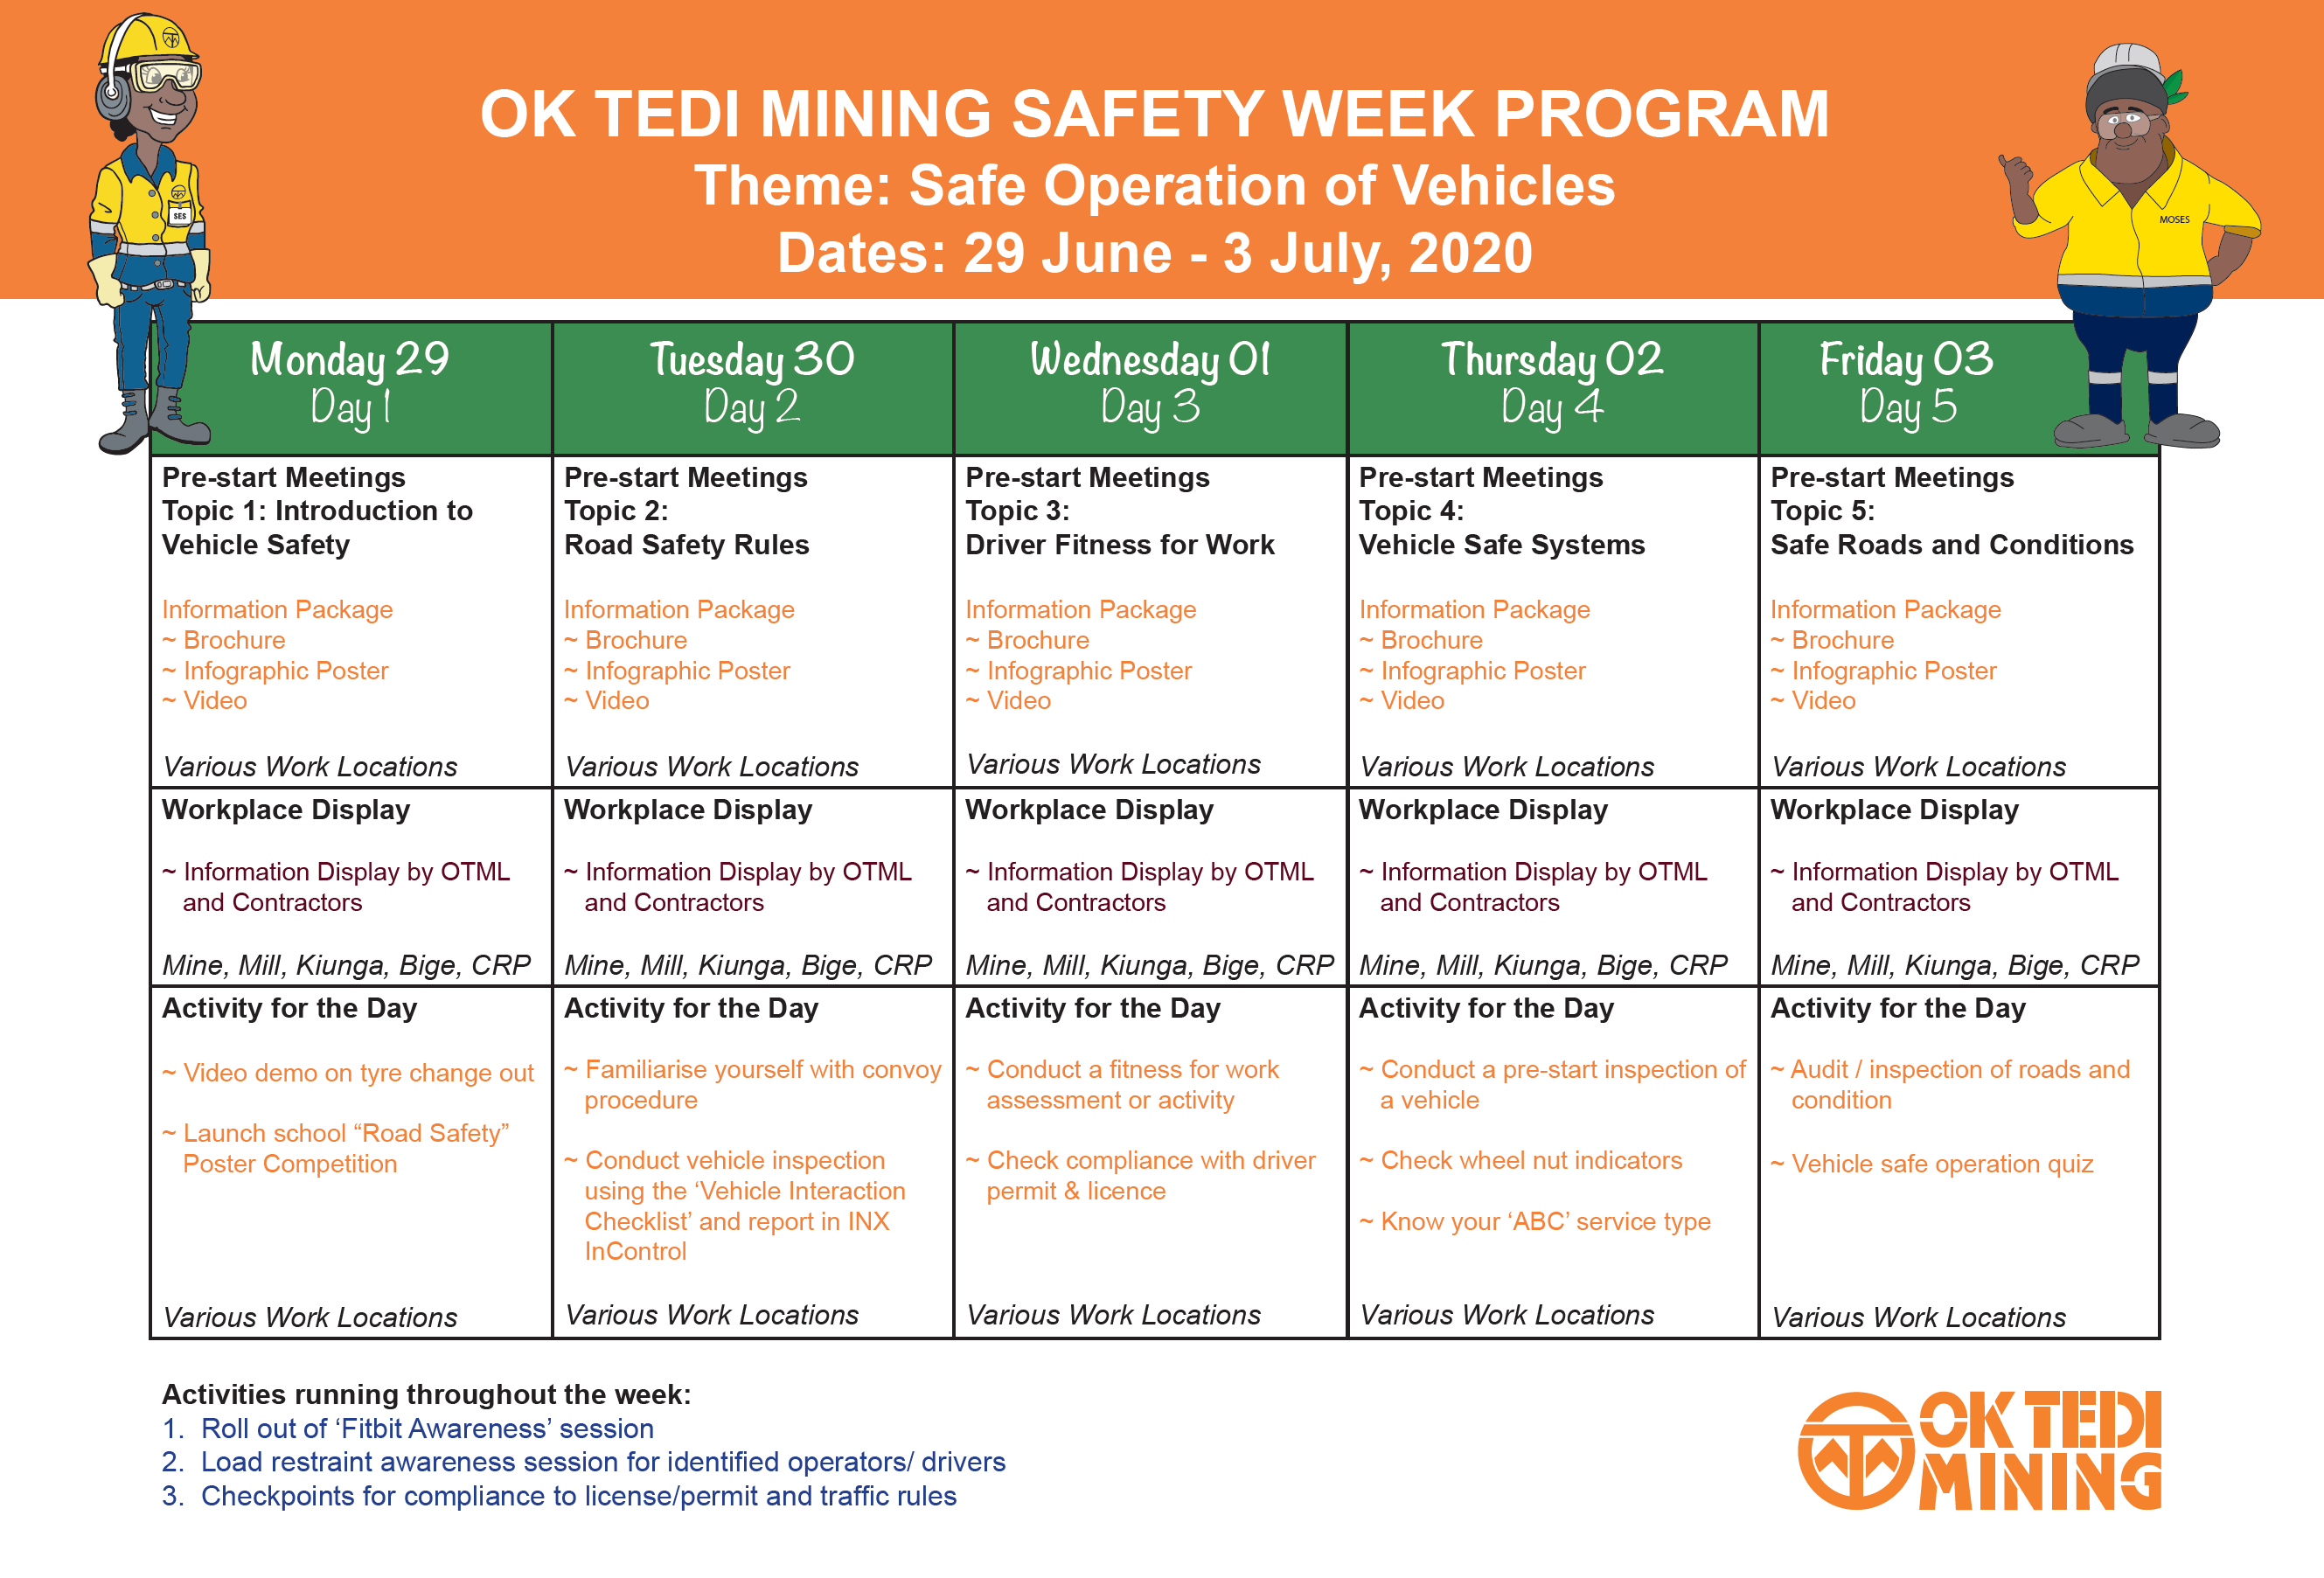 OK TEDI MINING SAFETY WEEK PROGRAM
Theme: Safe Operation of Vehicles
Dates: 29 June - 3 July, 2020
SES
MOSES
Monday 29
Day 1
Tuesday 30
Day 2
Wednesday 01
Day 3
Thursday 02
Day 4
Friday 03
Day 5
Pre-start Meetings
Topic 1: Introduction to
Vehicle Safety
Information Package
~ Brochure
~ Infographic Poster
~ Video
Various Work Locations
Pre-start Meetings
Topic 2:
Road Safety Rules
Information Package
~ Brochure
~ Infographic Poster
~ Video
Various Work Locations
Pre-start Meetings
Topic 3:
Driver Fitness for Work
Information Package
~ Brochure
~ Infographic Poster
~ Video
Various Work Locations
Pre-start Meetings
Topic 4:
Vehicle Safe Systems
Information Package
~ Brochure
~ Infographic Poster
~ Video
Various Work Locations
Pre-start Meetings
Topic 5:
Safe Roads and Conditions
Information Package
~ Brochure
~ Infographic Poster
~ Video
Various Work Locations
Workplace Display
~ Information Display by OTML
and Contractors
Mine, Mill, Kiunga, Bige, CRP
Workplace Display
~ Information Display by OTML
and Contractors
Mine, Mill, Kiunga, Bige, CRP
Workplace Display
~ Information Display by OTML
and Contractors
Mine, Mill, Kiunga, Bige, CRP
Workplace Display
~ Information Display by OTML
and Contractors
Mine, Mill, Kiunga, Bige, CRP
Workplace Display
~ Information Display by OTML
and Contractors
Mine, Mill, Kiunga, Bige, CRP
Activity for the Day
~ Video demo on tyre change out
~ Launch school “Road Safety”
Poster Competition
Various Work Locations
Activity for the Day
~ Familiarise yourself with convoy
procedure
~ Conduct vehicle inspection
using the ‘Vehicle Interaction
Checklist’ and report in INX
InControl
Various Work Locations
Activity for the Day
~ Conduct a fitness for work
assessment or activity
~ Check compliance with driver
permit & licence
Various Work Locations
Activity for the Day
~ Conduct a pre-start inspection of
a vehicle
~ Check wheel nut indicators
~ Know your ‘ABC’ service type
Various Work Locations
Activity for the Day
~ Audit / inspection of roads and
condition
~ Vehicle safe operation quiz
Various Work Locations
Activities running throughout the week:
1. Roll out of ‘Fitbit Awareness’ session
2. Load restraint awareness session for identified operators/ drivers
3. Checkpoints for compliance to license/permit and traffic rules
OK TEDI
MINING